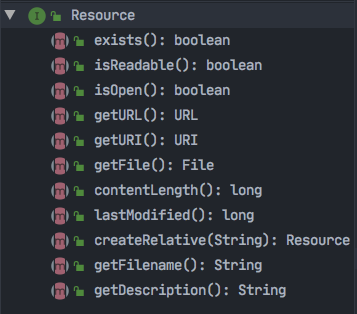 Resource
exists(): boolean
isReadable(): boolean
isOpen(): boolean
getURL(): URL
getURI(): URI
getFile(): File
contentLength(): long
lastModified(): long
createRelative(String): Resource
getFilename(): String
getDescription(): String